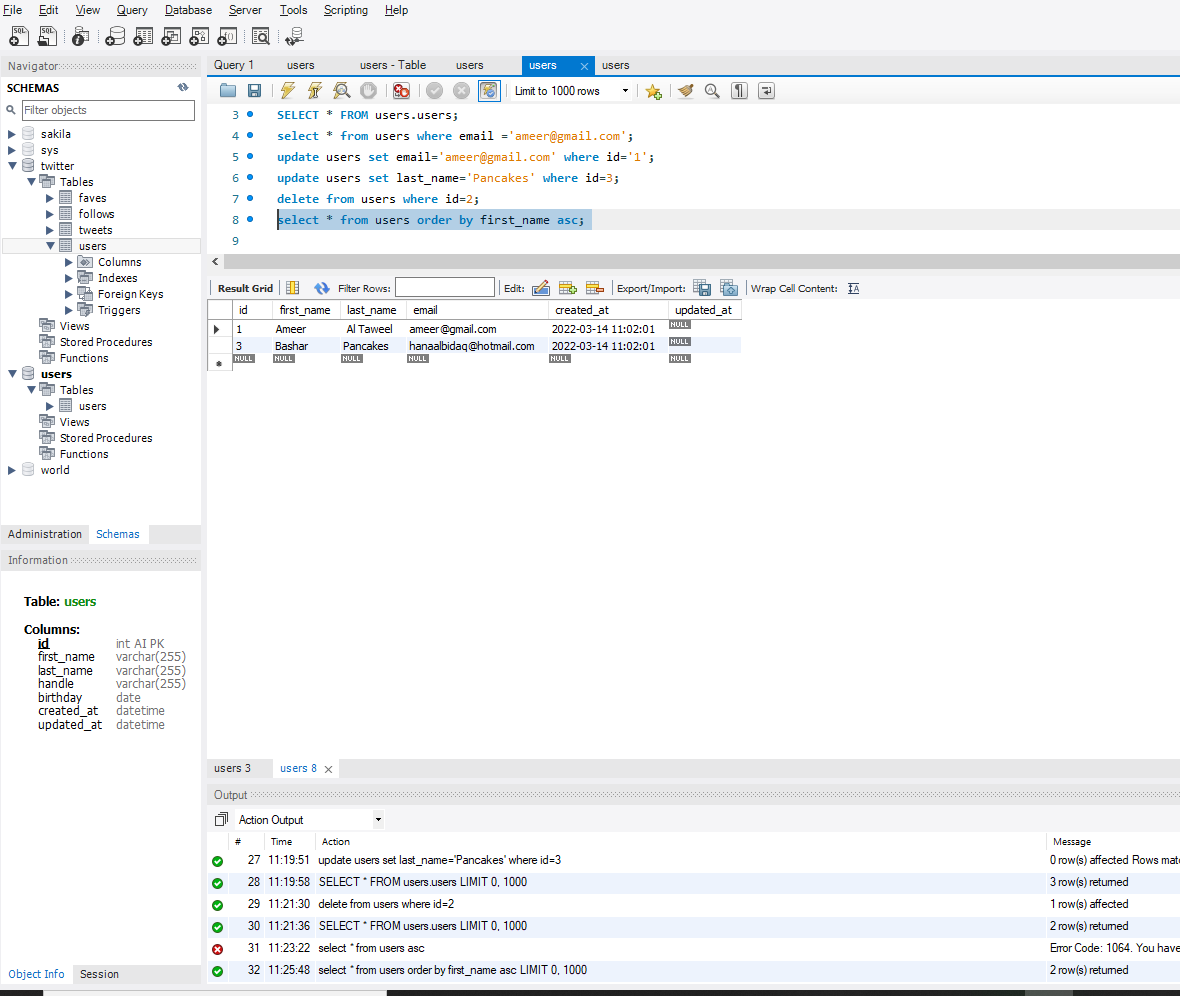 File Edit View Query Database Server Tools Scripting Help
Navigator
SCHEMAS
Filter objects
sakila
sys
twitter
Tables
faves
follows
tweets
users
Columns
Indexes
Foreign Keys
Triggers
Views
Stored Procedures
Functions
users
Tables
users
Views
Stored Procedures
Functions
world
Administration Schemas
Information
Table: users
Columns:
id int AI PK
first_name varchar(255)
last_name varchar(255)
handle varchar(255)
birthday date
created_at datetime
updated_at datetime
Object Info Session
Query 1 users users - Table users users users
Limit to 1000 rows
3 SELECT * FROM users.users;
4 select * from users where email ='ameer@gmail.com';
5 update users set email='ameer@gmail.com' where id='1';
6 update users set last_name='Pancakes' where id=3;
7 delete from users where id=2;
8 select * from users order by first_name asc;
9
Result Grid Filter Rows: Edit: Export/Import: Wrap Cell Content:
id first_name last_name email created_at updated_at
1 Ameer Al Taweel ameer@gmail.com 2022-03-14 11:02:01 NULL
3 Bashar Pancakes hanaalbidaq@hotmail.com 2022-03-14 11:02:01 NULL
NULL NULL NULL NULL NULL NULL
users 3 users 8
Output
Action Output
# Time Action Message
27 11:19:51 update users set last_name='Pancakes' where id=3 0 row(s) affected Rows mat
28 11:19:58 SELECT * FROM users.users LIMIT 0, 1000 3 row(s) returned
29 11:21:30 delete from users where id=2 1 row(s) affected
30 11:21:36 SELECT * FROM users.users LIMIT 0, 1000 2 row(s) returned
31 11:23:22 select * from users asc Error Code: 1064. You have
32 11:25:48 select * from users order by first_name asc LIMIT 0, 1000 2 row(s) returned